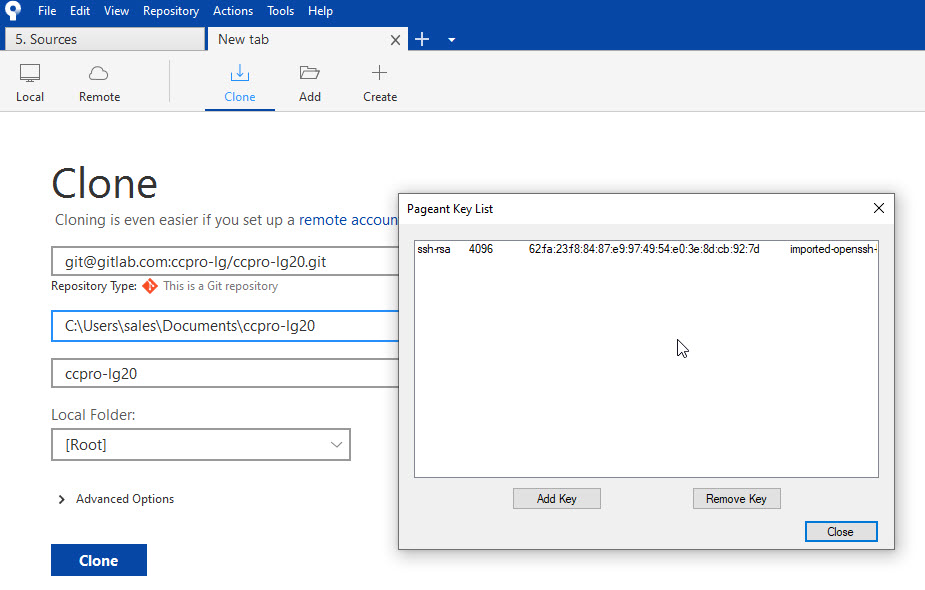 File Edit View Repository Actions Tools Help
5. Sources New tab
Local Remote Clone Add Create
Clone
Cloning is even easier if you set up a remote accoun
git@gitlab.com:ccpro-lg/ccpro-lg20.git
Repository Type: This is a Git repository
C:\Users\sales\Documents\ccpro-lg20
ccpro-lg20
Local Folder:
[Root]
Advanced Options
Clone
Pageant Key List
ssh-rsa 4096 62:fa:23:f8:84:87:e9:97:49:54:e0:3e:8d:cb:92:7d imported-openssh-
Add Key Remove Key
Close